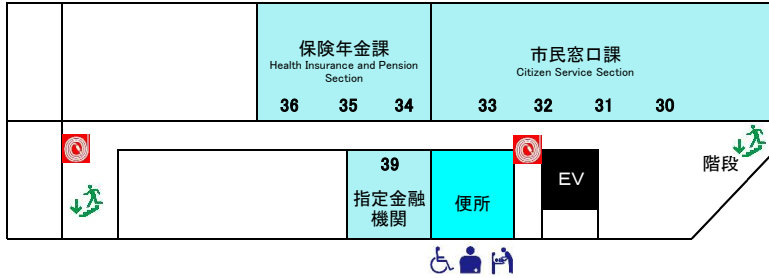 保険年金課
Health Insurance and Pension
Section
36 35 34
市民窓口課
Citizen Service Section
33 32 31 30
階段
39
指定金融
機関
便所
EV